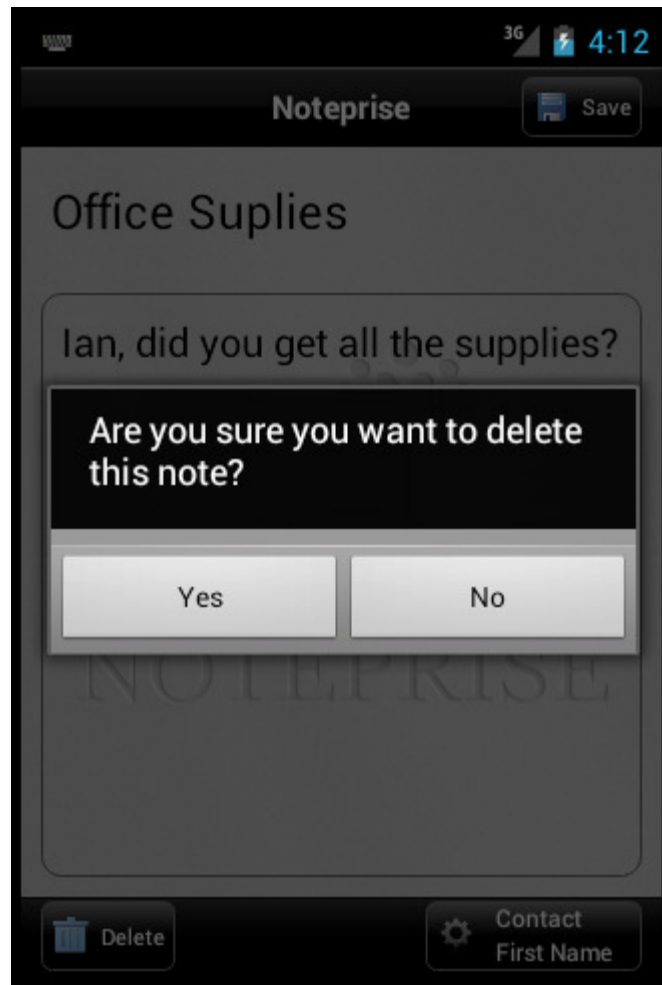 3G 4:12
Noteprise Save
Office Suplies
Ian, did you get all the supplies?
Are you sure you want to delete
this note?
Yes No
NOTEPRISE
Delete Contact
First Name